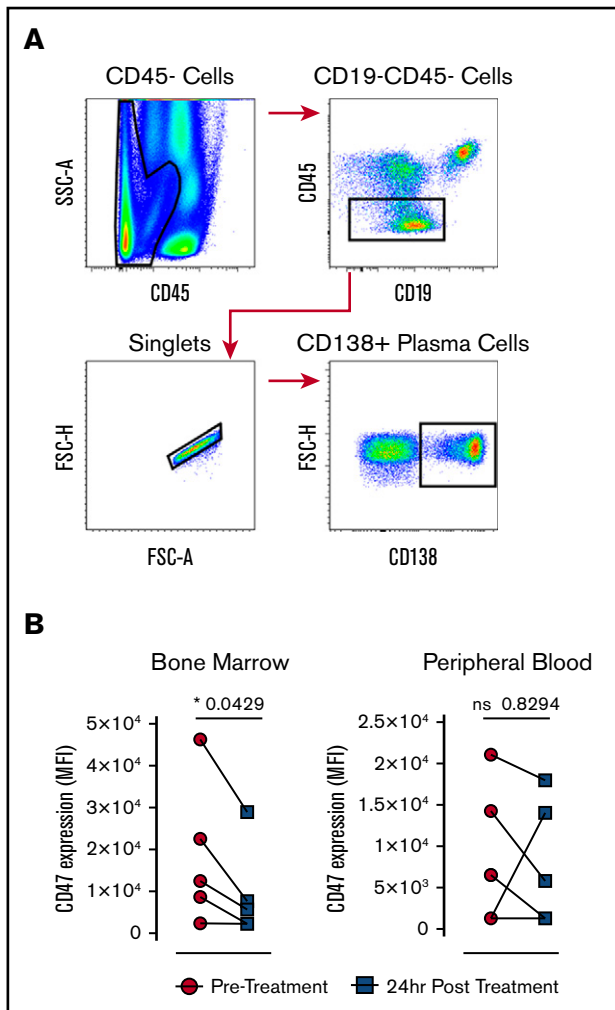 A
CD45- Cells
CD19-CD45- Cells
SSC-A
CD45
CD45
CD19
Singlets
CD138+ Plasma Cells
FSC-H
FSC-A
FSC-H
CD138
B
Bone Marrow
Peripheral Blood
* 0.0429
ns 0.8294
CD47 expression (MFI)
5×10⁴
4×10⁴
3×10⁴
2×10⁴
1×10⁴
0
CD47 expression (MFI)
2.5×10⁴
2×10⁴
1.5×10⁴
1×10⁴
5×10³
0
Pre-Treatment
24hr Post Treatment